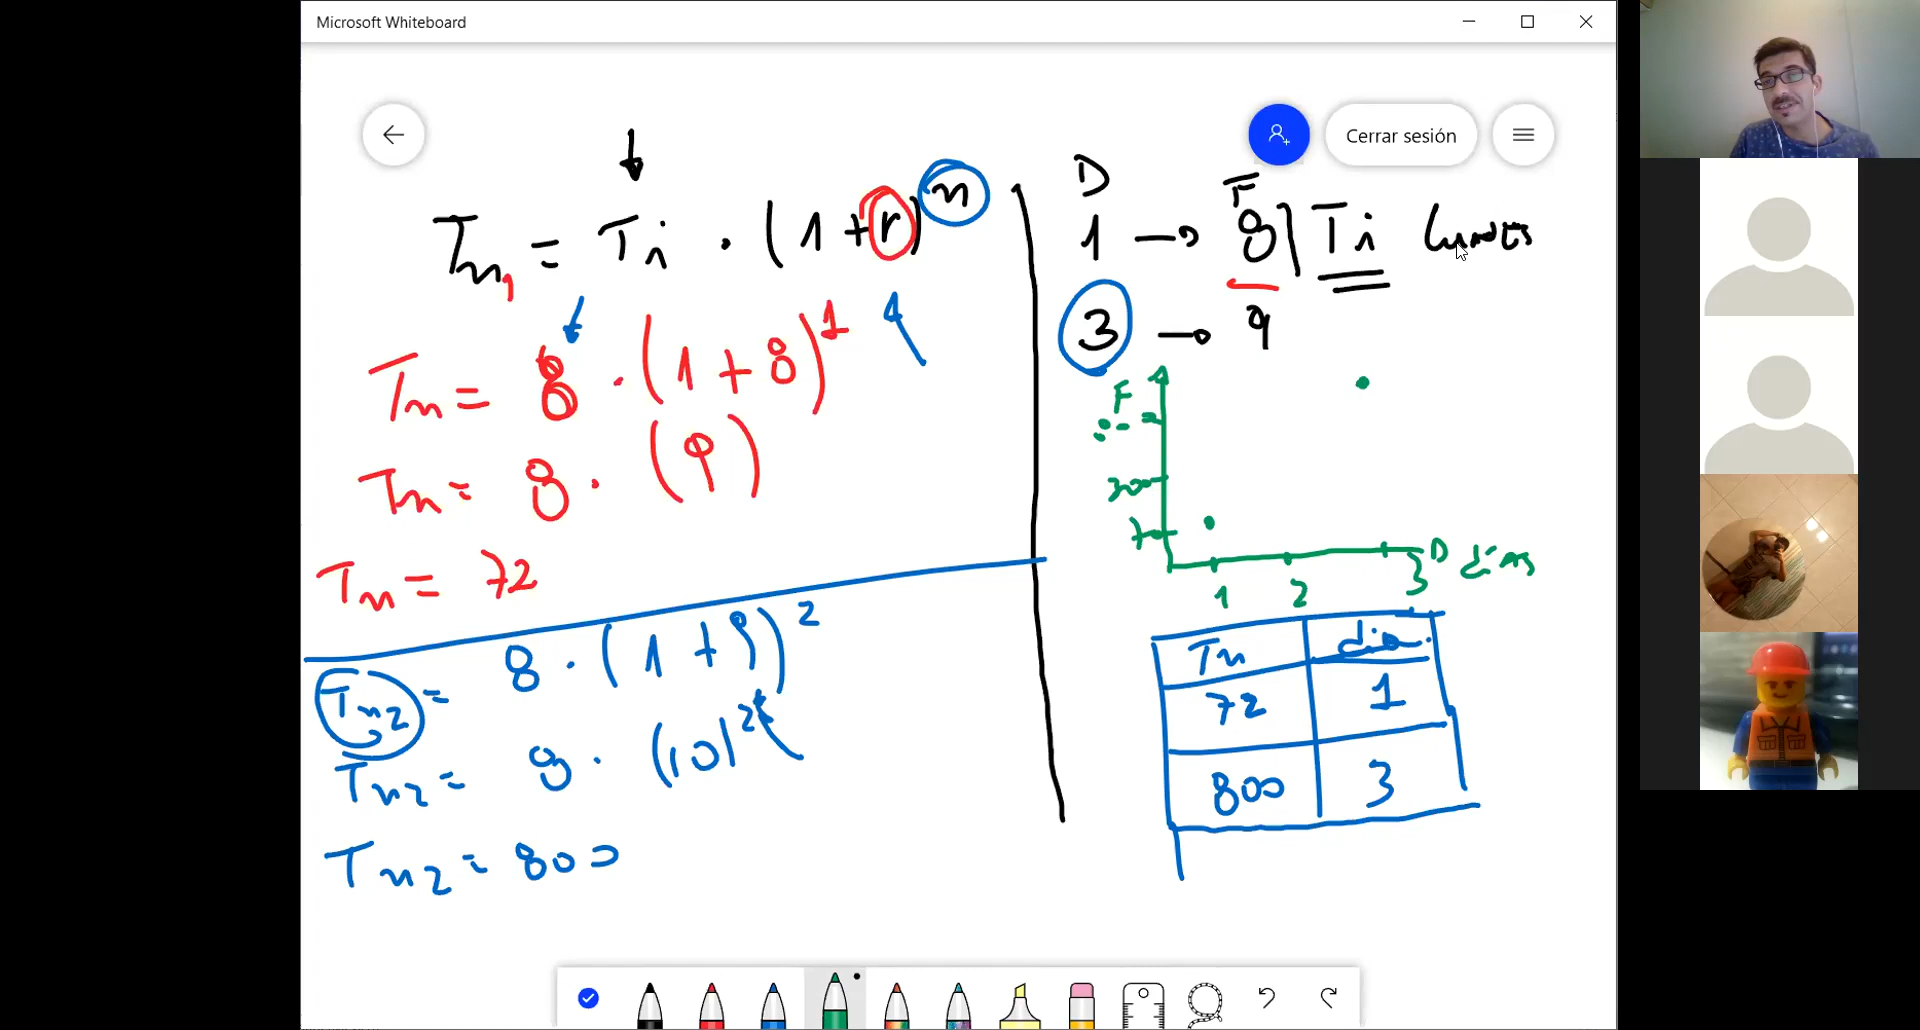 Microsoft Whiteboard
Cerrar sesión
Tn1 = Ti · (1+r)^n
Tn = 8 · (1+8)^1
Tn = 8 · (9)
Tn = 72
Tn2 = 8 · (1+9)^2
Tn2 = 8 · (10)^2
Tn2 = 800
D F
1 → 8 Ti Lunes
3 → 9
F
D días
1 2 3
Tn día
72 1
800 3